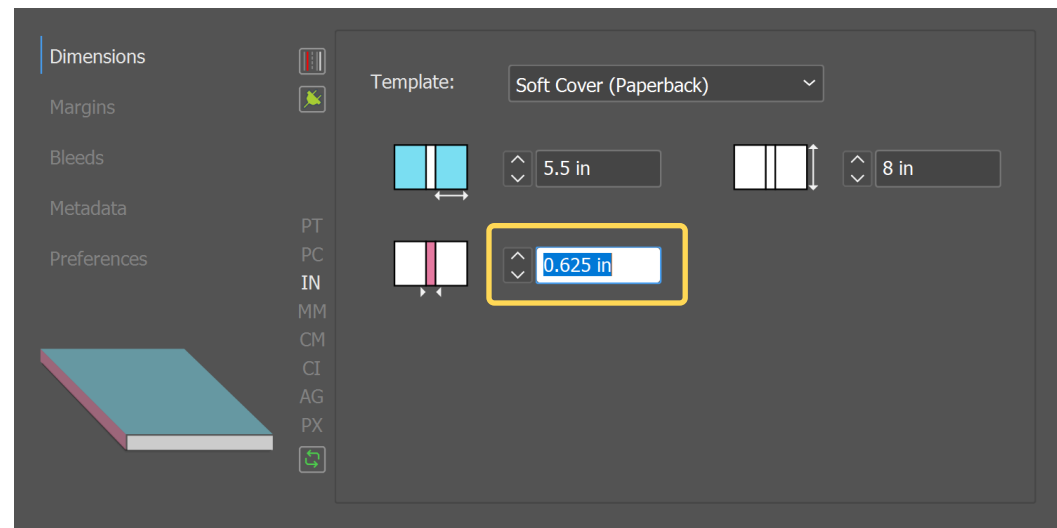 Dimensions
Margins
Bleeds
Metadata
Preferences
PT
PC
IN
MM
CM
CI
AG
PX
Template: Soft Cover (Paperback)
5.5 in 8 in
0.625 in